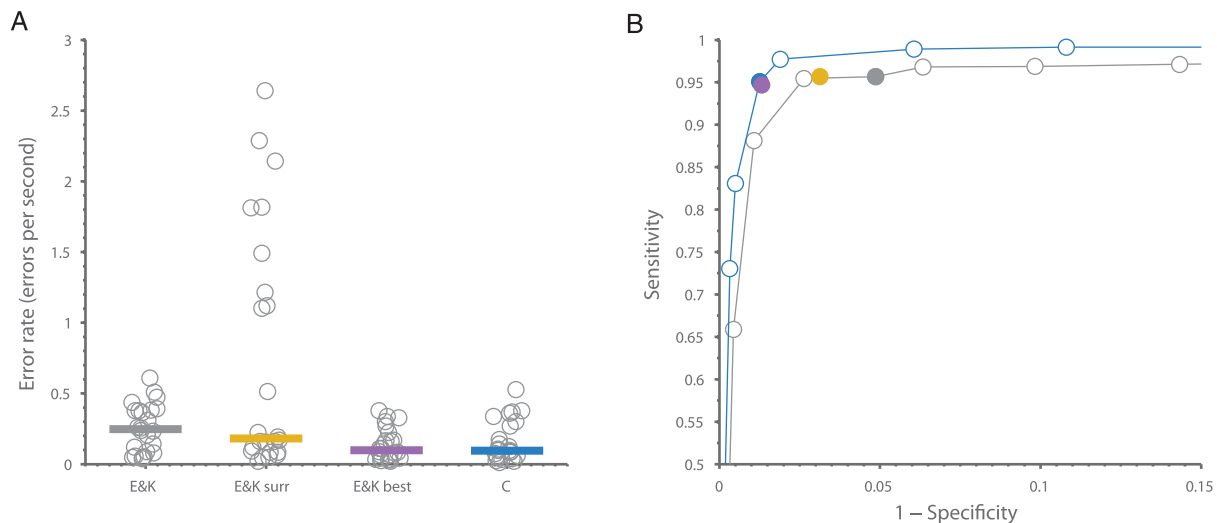 A
Error rate (errors per second)
3
2.5
2
1.5
1
0.5
0
E&K
E&K surr
E&K best
C
B
Sensitivity
1
0.95
0.9
0.85
0.8
0.75
0.7
0.65
0.6
0.55
0.5
0
0.05
0.1
0.15
1 – Specificity